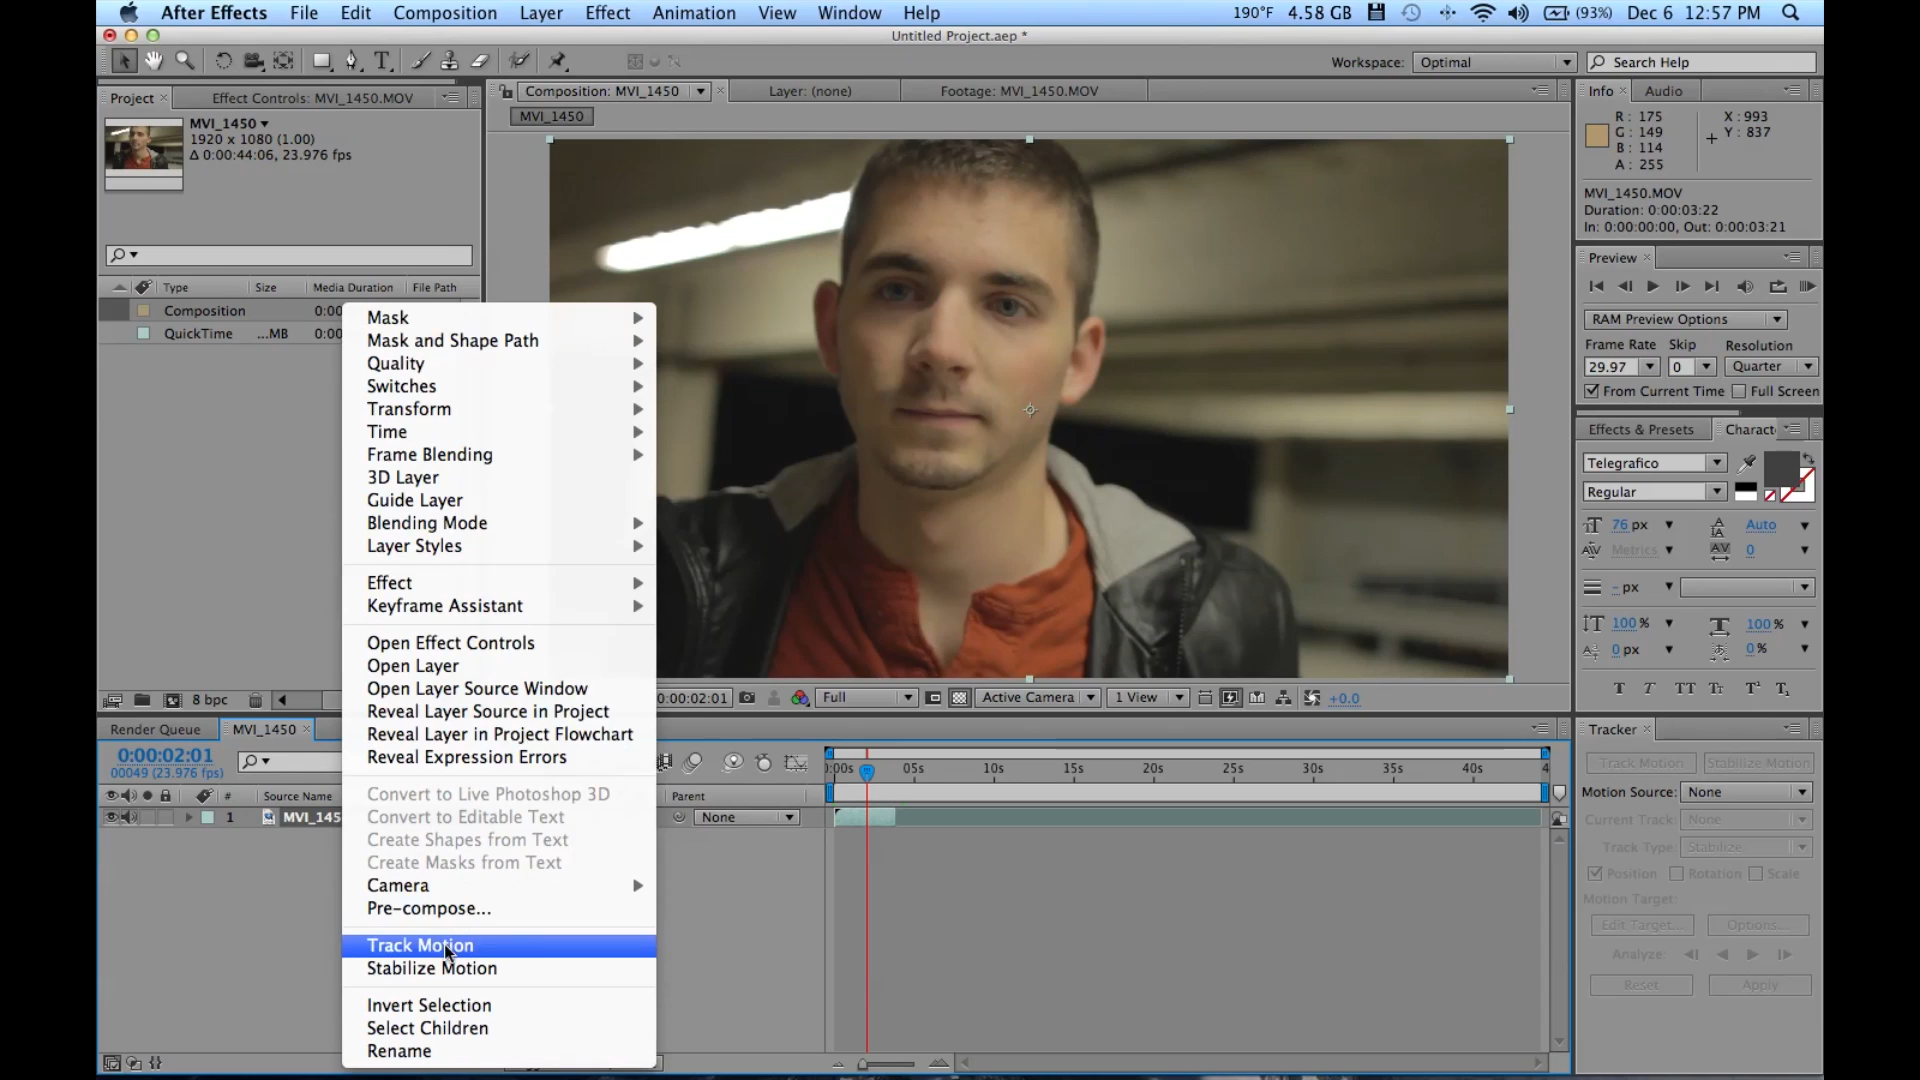 After Effects File Edit Composition Layer Effect Animation View Window Help 190°F 4.58 GB (93%) Dec 6 12:57 PM
Untitled Project.aep *
Workspace: Optimal Search Help
Project Effect Controls: MVI_1450.MOV Composition: MVI_1450 Layer: (none) Footage: MVI_1450.MOV Info Audio
MVI_1450
MVI_1450
1920 x 1080 (1.00)
Δ 0:00:44:06, 23.976 fps
R : 175 X : 993
G : 149 Y : 837
B : 114
A : 255
MVI_1450.MOV
Duration: 0:00:03:22
In: 0:00:00:00, Out: 0:00:03:21
Preview
RAM Preview Options
Frame Rate Skip Resolution
29.97 0 Quarter
From Current Time Full Screen
Type Size Media Duration File Path
Composition 0:00
QuickTime ...MB 0:00
Mask
Mask and Shape Path
Quality
Switches
Transform
Time
Frame Blending
3D Layer
Guide Layer
Blending Mode
Layer Styles
Effect
Keyframe Assistant
Open Effect Controls
Open Layer
Open Layer Source Window
Reveal Layer Source in Project
Reveal Layer in Project Flowchart
Reveal Expression Errors
Convert to Live Photoshop 3D
Convert to Editable Text
Create Shapes from Text
Create Masks from Text
Camera
Pre-compose...
Track Motion
Stabilize Motion
Invert Selection
Select Children
Rename
Effects & Presets Charact
Telegrafico
Regular
76 px Auto
Metrics 0
- px
100 % 100 %
0 px 0 %
T T TT Tr T¹ T₁
8 bpc
0:00:02:01 Full Active Camera 1 View +0.0
Render Queue MVI_1450
0:00:02:01
00049 (23.976 fps)
# Source Name Parent
1 MVI_145 None
0:00s 05s 10s 15s 20s 25s 30s 35s 40s 4
Tracker
Track Motion Stabilize Motion
Motion Source: None
Current Track: None
Track Type: Stabilize
Position Rotation Scale
Motion Target:
Edit Target... Options...
Analyze:
Reset Apply